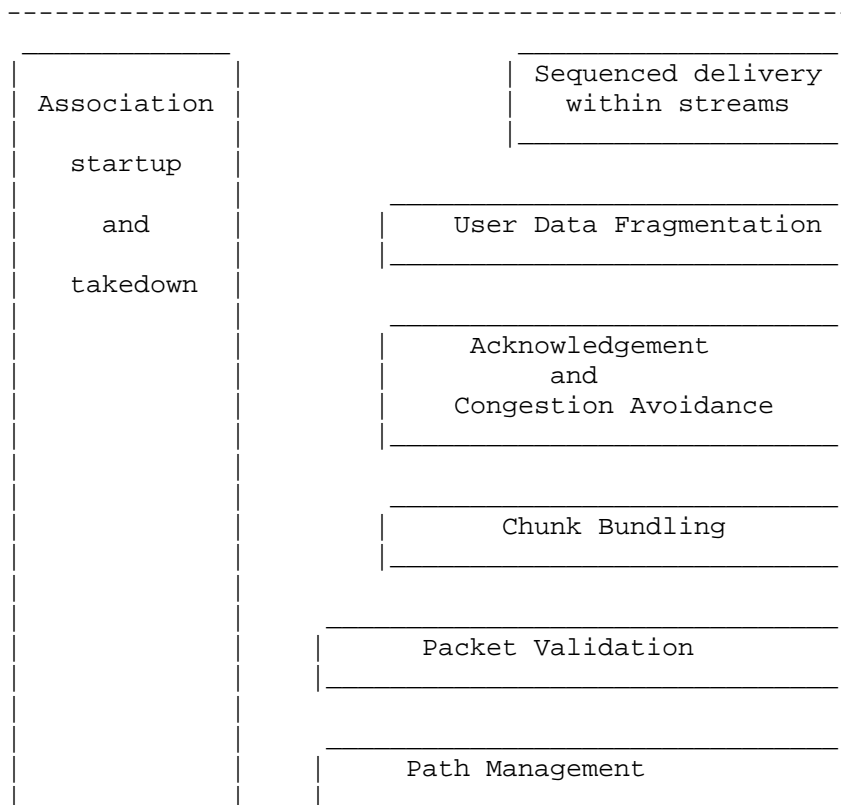 Sequenced delivery
Association within streams
startup
and User Data Fragmentation
takedown
Acknowledgement
and
Congestion Avoidance
Chunk Bundling
Packet Validation
Path Management